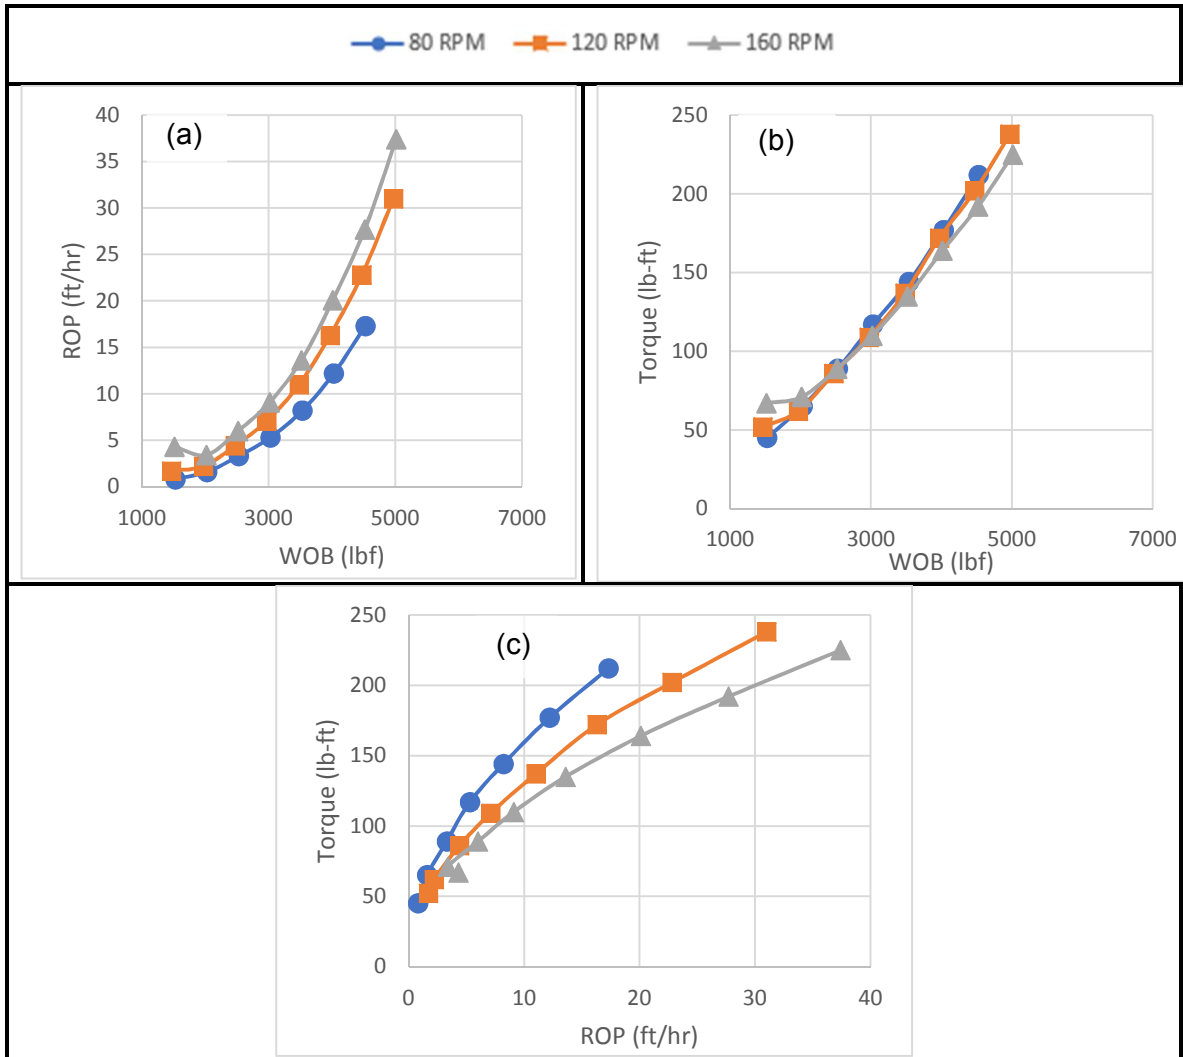 80 RPM 120 RPM 160 RPM
(a)
40
35
30
25
20
15
10
5
0
ROP (ft/hr)
1000 3000 5000 7000
WOB (lbf)
(b)
250
200
150
100
50
0
Torque (lb-ft)
1000 3000 5000 7000
WOB (lbf)
(c)
250
200
150
100
50
0
Torque (lb-ft)
0 10 20 30 40
ROP (ft/hr)